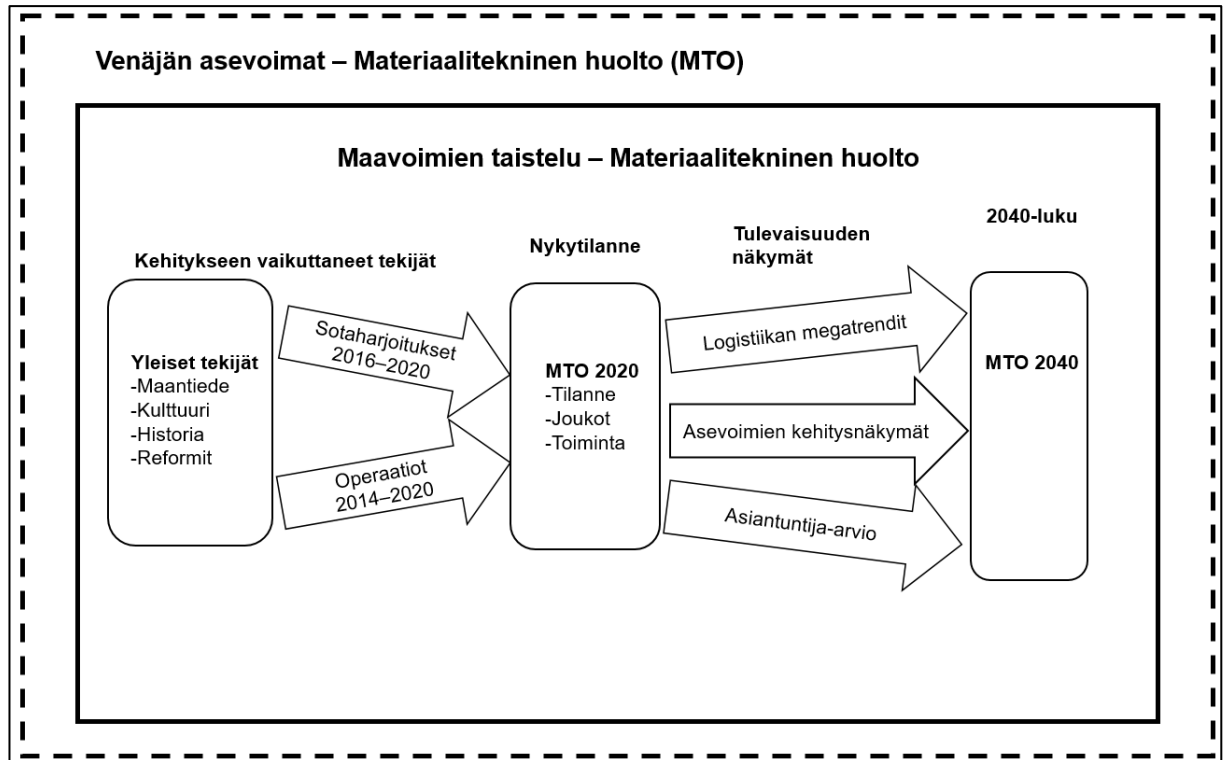 Venäjän asevoimat – Materiaalitekninen huolto (MTO)
Maavoimien taistelu – Materiaalitekninen huolto
Kehitykseen vaikuttaneet tekijät
Yleiset tekijät
-Maantiede
-Kulttuuri
-Historia
-Reformit
Sotaharjoitukset
2016–2020
Operaatiot
2014–2020
Nykytilanne
MTO 2020
-Tilanne
-Joukot
-Toiminta
Tulevaisuuden
näkymät
Logistiikan megatrendit
Asevoimien kehitysnäkymät
Asiantuntija-arvio
2040-luku
MTO 2040